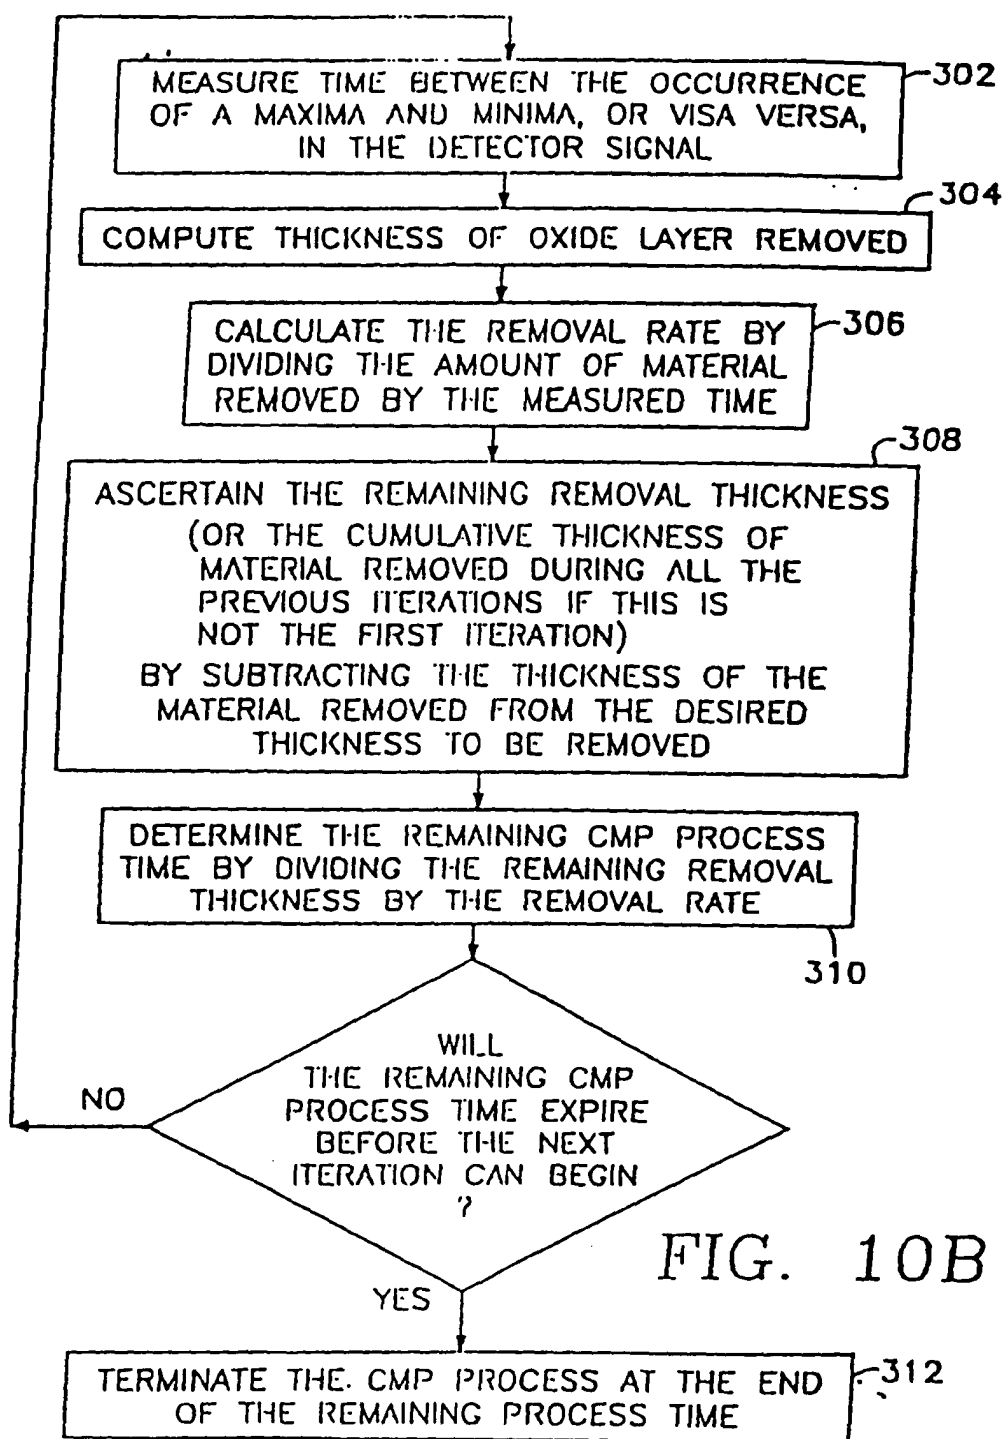 MEASURE TIME BETWEEN THE OCCURRENCE
302
OF A MAXIMA AND MINIMA, OR VISA VERSA,
IN THE DETECTOR SIGNAL
304
COMPUTE THICKNESS OF OXIDE LAYER REMOVED
CALCULATE THE REMOVAL RATE BY
306
DIVIDING THE AMOUNT OF MATERIAL
REMOVED BY THE MEASURED TIME
308
ASCERTAIN THE REMAINING REMOVAL THICKNESS
(OR THE CUMULATIVE THICKNESS OF
MATERIAL REMOVED DURING ALL THE
PREVIOUS ITERATIONS IF THIS IS
NOT THE FIRST ITERATION)
BY SUBTRACTING THE THICKNESS OF THE
MATERIAL REMOVED FROM THE DESIRED
THICKNESS TO BE REMOVED
DETERMINE THE REMAINING CMP PROCESS
TIME BY DIVIDING THE REMAINING REMOVAL
THICKNESS BY THE REMOVAL RATE
310
WILL
THE REMAINING CMP
PROCESS TIME EXPIRE
BEFORE THE NEXT
ITERATION CAN BEGIN
?
NO
YES
FIG. 10B
TERMINATE THE CMP PROCESS AT THE END
312
OF THE REMAINING PROCESS TIME